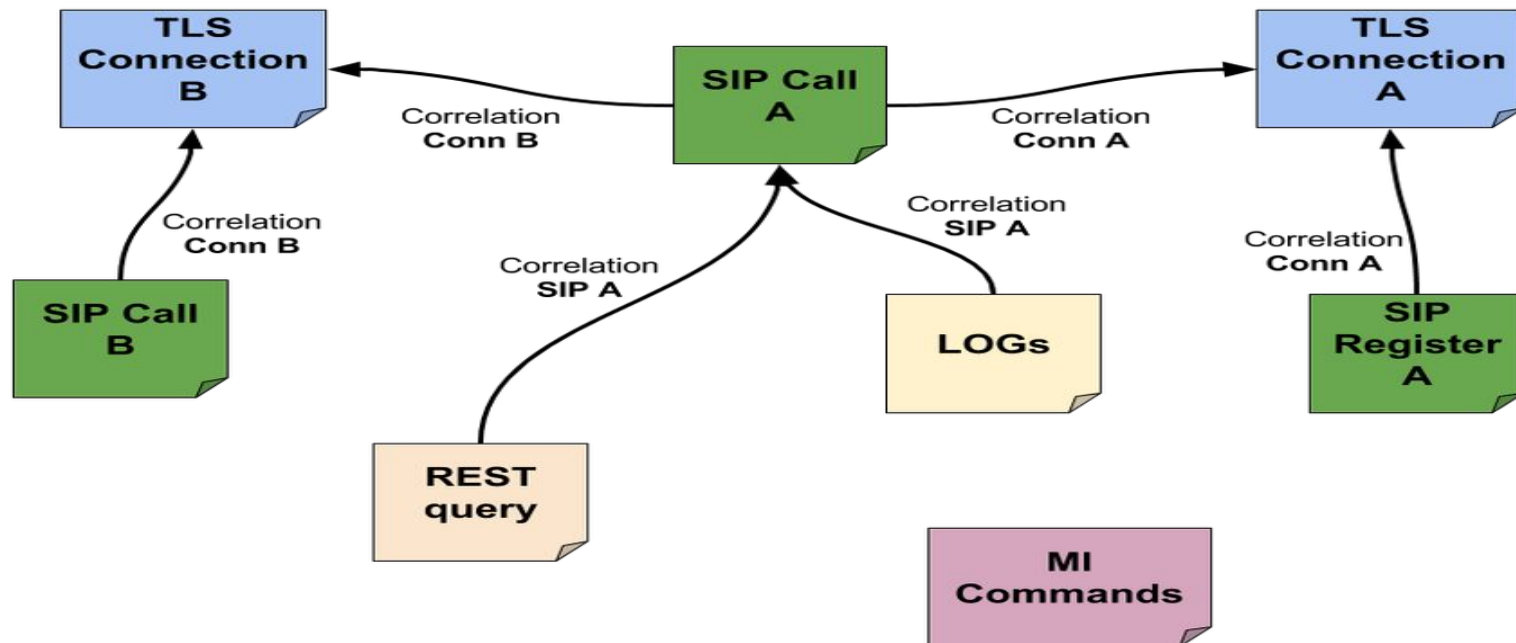 TLS
Connection
B
SIP Call
A
TLS
Connection
A
Correlation
Conn B
Correlation
Conn A
Correlation
Conn B
Correlation
SIP A
Correlation
SIP A
Correlation
Conn A
SIP Call
B
LOGs
SIP
Register
A
REST
query
MI
Commands